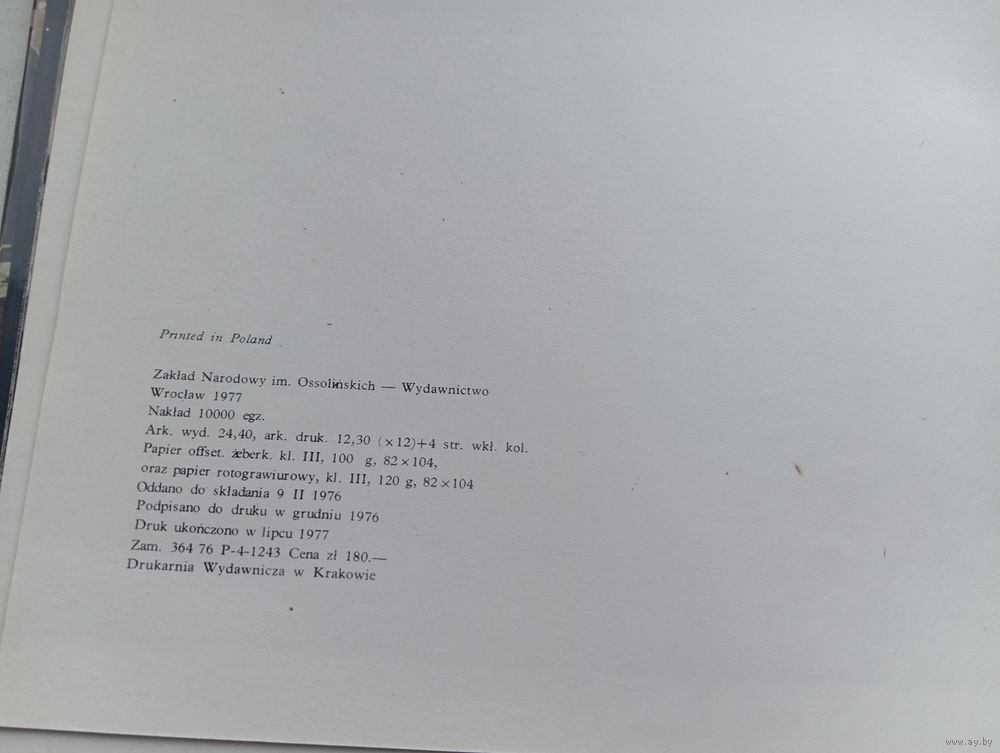 Printed in Poland
Zakład Narodowy im. Ossolińskich — Wydawnictwo
Wrocław 1977
Nakład 10000 egz.
Ark. wyd. 24,40, ark. druk. 12,30 (×12)+4 str. wkł. kol.
Papier offset. żeberk. kl. III, 100 g, 82×104,
oraz papier rotograwiurowy, kl. III, 120 g, 82×104
Oddano do składania 9 II 1976
Podpisano do druku w grudniu 1976
Druk ukończono w lipcu 1977
Zam. 364 76 P-4-1243 Cena zł 180.—
Drukarnia Wydawnicza w Krakowie
www.ay.by